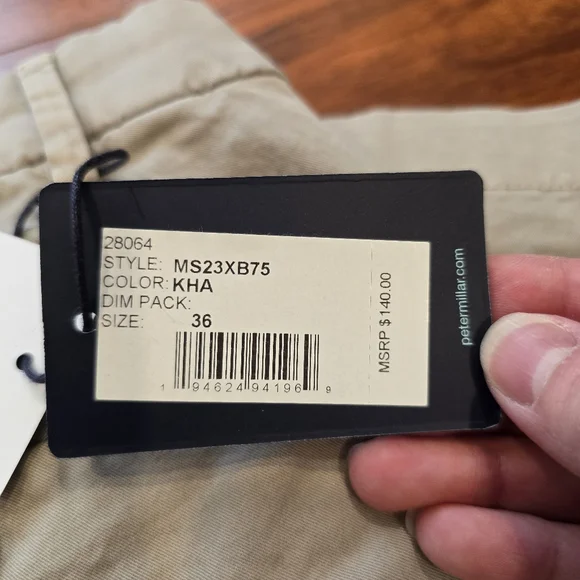 28064
STYLE: MS23XB75
COLOR: KHA
DIM PACK:
SIZE: 36
1 94624 94196 9
MSRP $140.00
petermillar.com